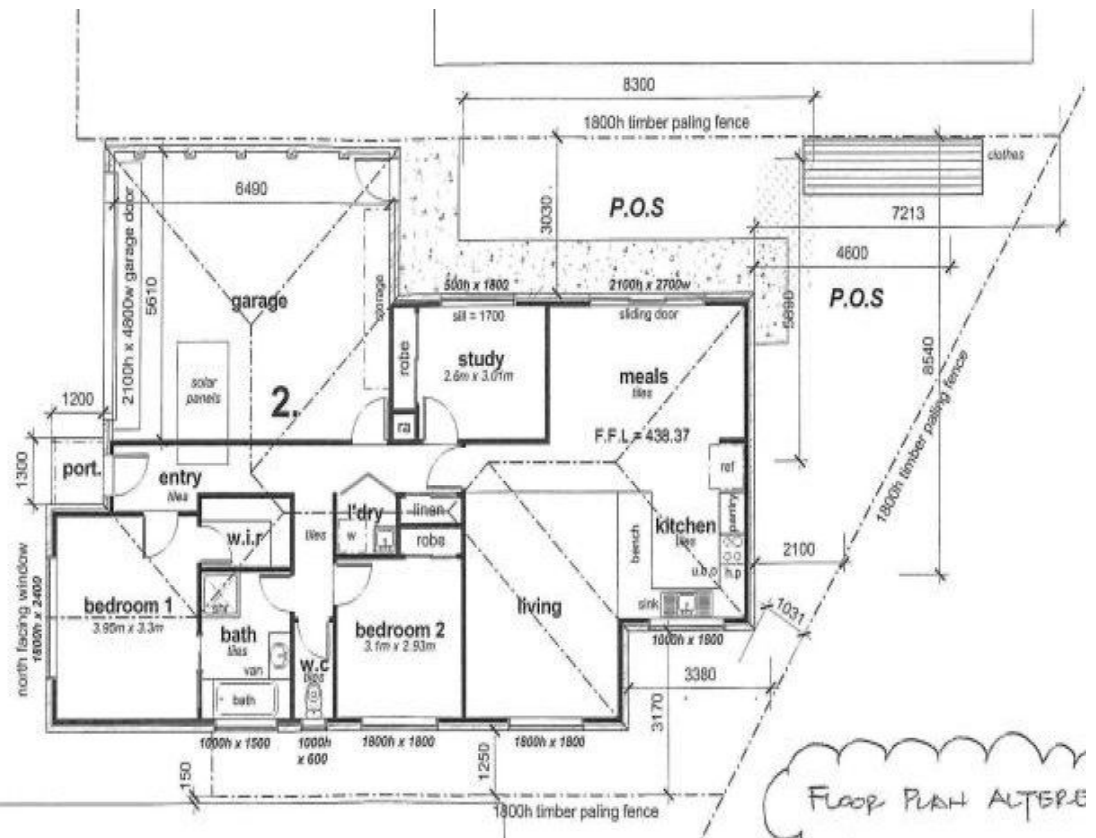 8300
1800h timber paling fence
clothes
6490
P.O.S
3030
7213
4600
2100h x 4800w garage door
5610
garage
storage
500h x 1800
2100h x 2700w
P.O.S
5890
8540
sill = 1700
sliding door
robe
study
2.6m x 3.01m
meals
tiles
solar
panels
2.
1200
ra
F.F.L = 438.37
1800h timber paling fence
1300
port.
entry
tiles
ref
l'dry
linen
pantry
w.i.r
tiles
w
robe
bench
kitchen
tiles
2100
u.b.o
h.p
north facing window
1800h x 2400
bedroom 1
3.95m x 3.3m
shr
bath
tiles
bedroom 2
3.1m x 2.93m
living
sink
1031
van
w.c
tiles
1000h x 1800
bath
3380
3170
1000h x 1500
1000h
x 600
1800h x 1800
1800h x 1800
150
1250
1800h timber paling fence
FLOOR PLAN ALTERE